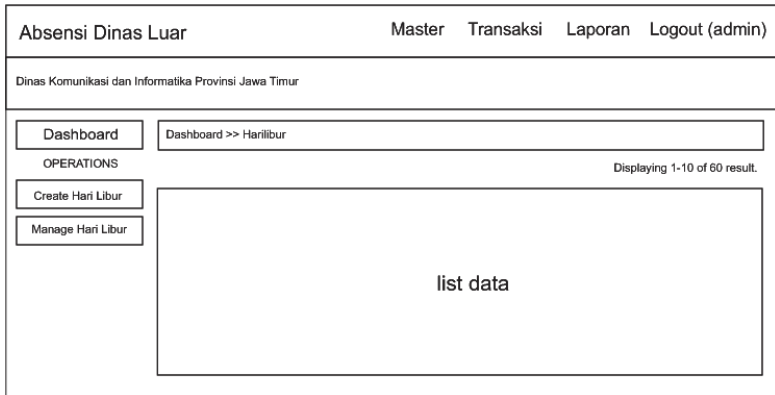 Absensi Dinas Luar
Master Transaksi Laporan Logout (admin)
Dinas Komunikasi dan Informatika Provinsi Jawa Timur
Dashboard
Dashboard >> Harilibur
OPERATIONS
Displaying 1-10 of 60 result.
Create Hari Libur
Manage Hari Libur
list data